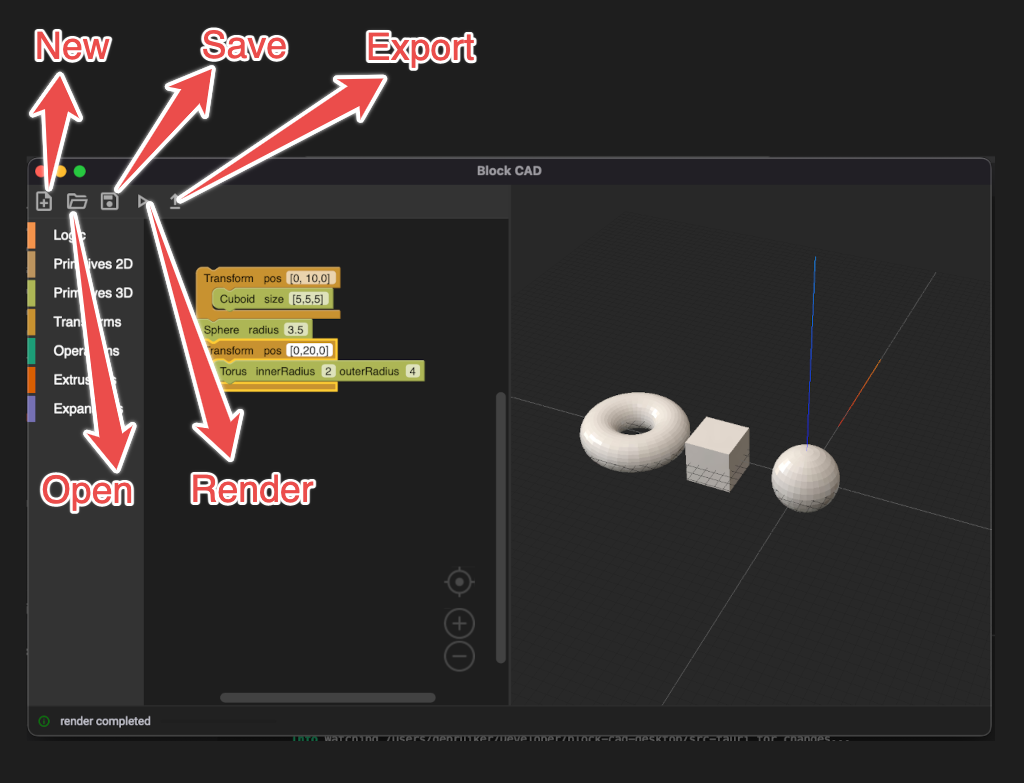 New
Save
Export
Block CAD
Logic
Primitives 2D
Primitives 3D
Transforms
Operations
Extrusions
Transform pos [0, 10,0]
Cuboid size [5,5,5]
Sphere radius 3.5
Transform pos [0,20,0]
Torus innerRadius 2 outerRadius 4
Open
Render
render completed